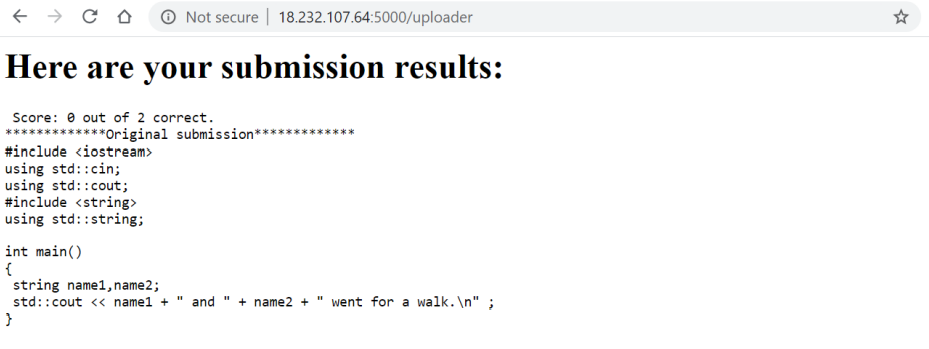 Not secure | 18.232.107.64:5000/uploader
Here are your submission results:
Score: 0 out of 2 correct.
*************Original submission*************
#include <iostream>
using std::cin;
using std::cout;
#include <string>
using std::string;
int main()
{
string name1,name2;
std::cout << name1 + " and " + name2 + " went for a walk.\n" ;
}